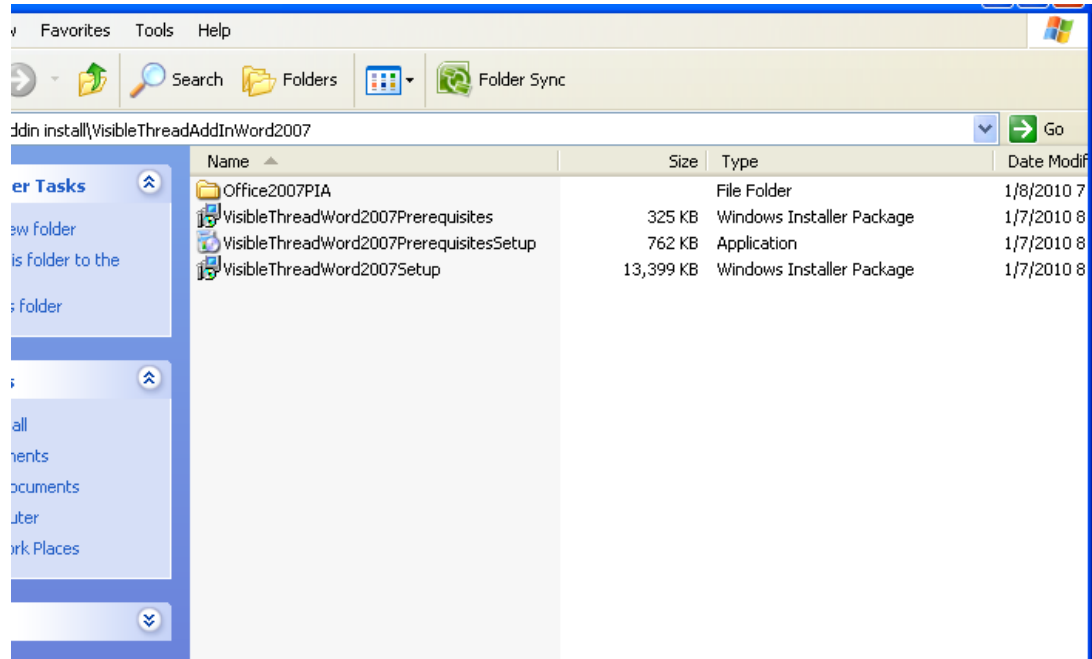 Favorites Tools Help
Search Folders Folder Sync
ddin install\VisibleThreadAddInWord2007 Go
Name Size Type Date Modif
er Tasks
ew folder
is folder to the
s folder
all
ments
ocuments
uter
ork Places
Office2007PIA File Folder 1/8/2010 7
VisibleThreadWord2007Prerequisites 325 KB Windows Installer Package 1/7/2010 8
VisibleThreadWord2007PrerequisitesSetup 762 KB Application 1/7/2010 8
VisibleThreadWord2007Setup 13,399 KB Windows Installer Package 1/7/2010 8